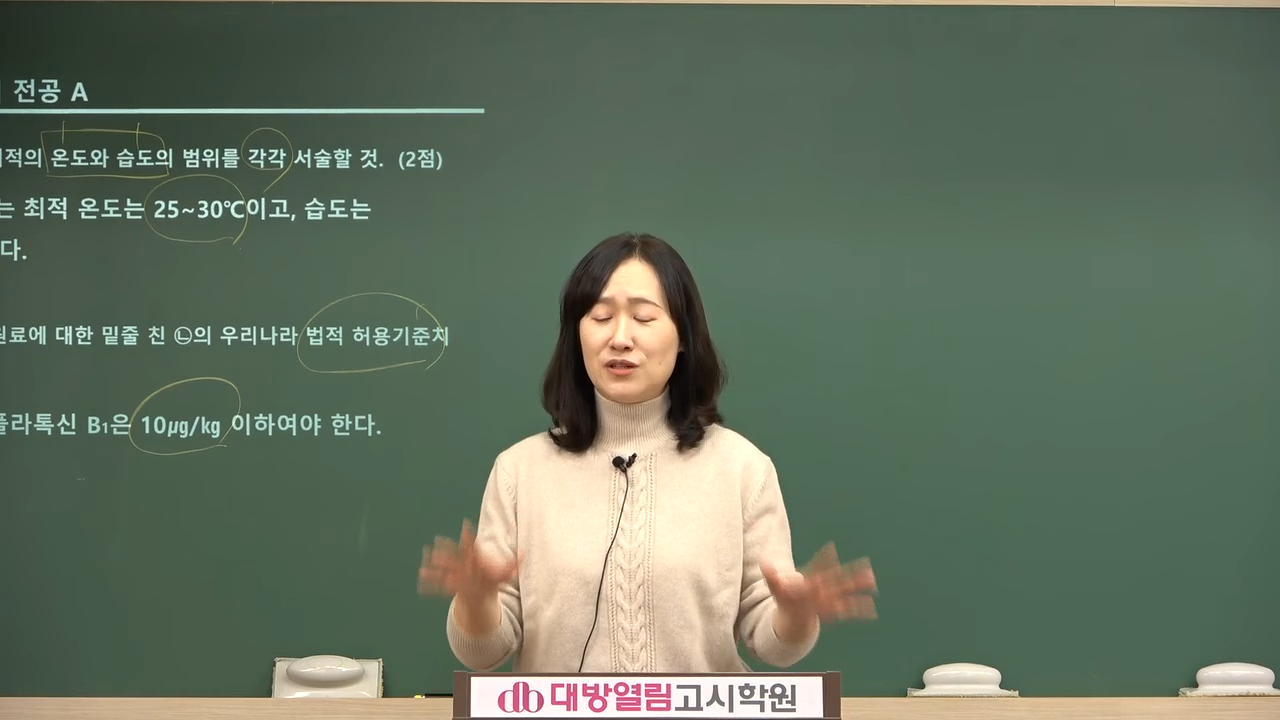 전공 A
적의 온도와 습도의 범위를 각각 서술할 것. (2점)
는 최적 온도는 25~30℃이고, 습도는
다.
원료에 대한 밑줄 친 ㉡의 우리나라 법적 허용기준치
플라톡신 B₁은 10㎍/㎏ 이하여야 한다.
대방열림고시학원